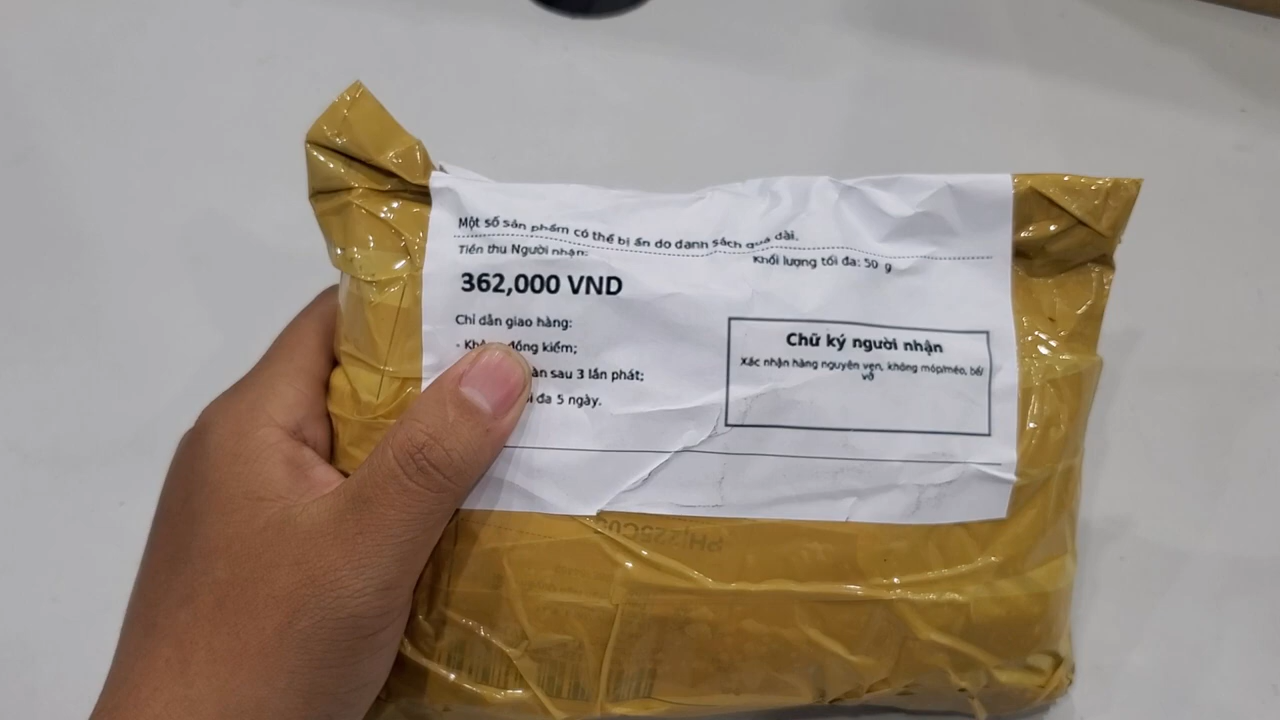 Một số sản phẩm có thể bị ẩn do danh sách quá dài.
Tiền thu Người nhận:
Khối lượng tối đa: 50 g
362,000 VND
Chỉ dẫn giao hàng:
- đồng kiểm;
sau 3 lần phát;
đa 5 ngày.
Chữ ký người nhận
Xác nhận hàng nguyên vẹn, không móp/méo, bể/
vỡ